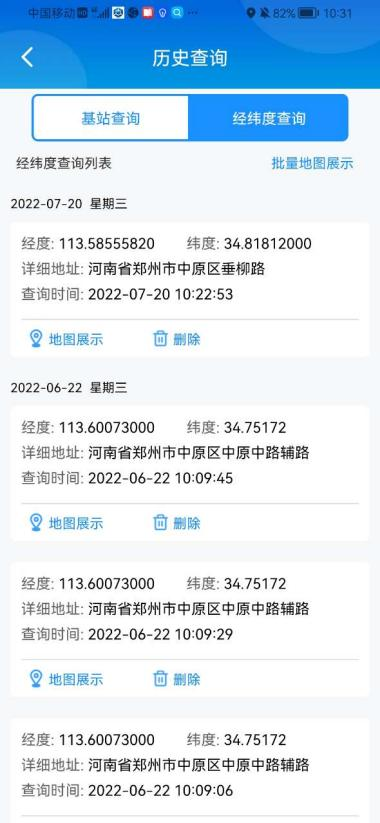 中国移动 HD 82% 10:31
历史查询
基站查询 经纬度查询
经纬度查询列表 批量地图展示
2022-07-20 星期三
经度: 113.58555820 纬度: 34.81812000
详细地址: 河南省郑州市中原区垂柳路
查询时间: 2022-07-20 10:22:53
地图展示 删除
2022-06-22 星期三
经度: 113.60073000 纬度: 34.75172
详细地址: 河南省郑州市中原区中原中路辅路
查询时间: 2022-06-22 10:09:45
地图展示 删除
经度: 113.60073000 纬度: 34.75172
详细地址: 河南省郑州市中原区中原中路辅路
查询时间: 2022-06-22 10:09:29
地图展示 删除
经度: 113.60073000 纬度: 34.75172
详细地址: 河南省郑州市中原区中原中路辅路
查询时间: 2022-06-22 10:09:06